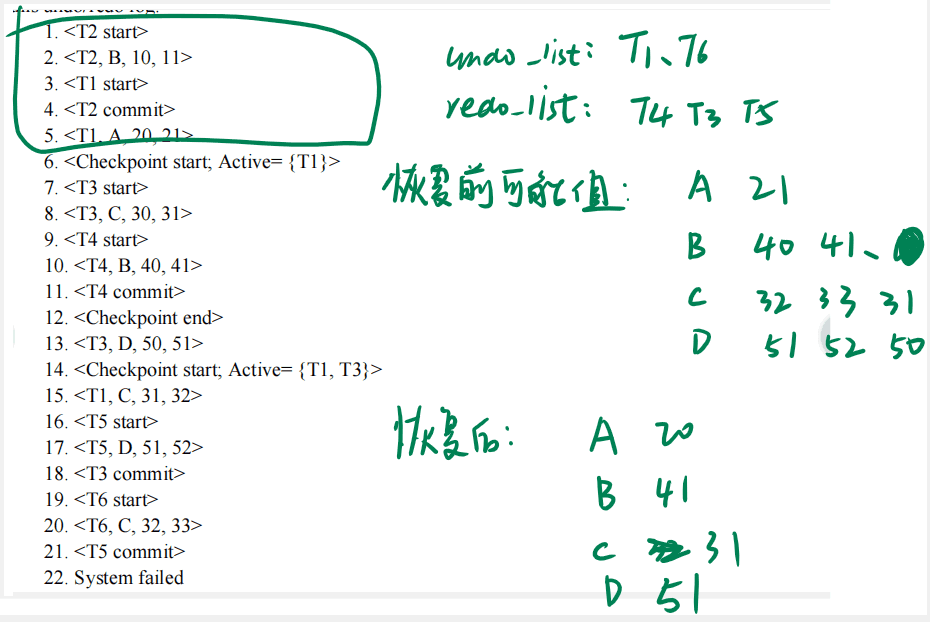 1. <T2 start>
2. <T2, B, 10, 11>
3. <T1 start>
4. <T2 commit>
5. <T1, A, 20, 21>
6. <Checkpoint start; Active= {T1}>
7. <T3 start>
8. <T3, C, 30, 31>
9. <T4 start>
10. <T4, B, 40, 41>
11. <T4 commit>
12. <Checkpoint end>
13. <T3, D, 50, 51>
14. <Checkpoint start; Active= {T1, T3}>
15. <T1, C, 31, 32>
16. <T5 start>
17. <T5, D, 51, 52>
18. <T3 commit>
19. <T6 start>
20. <T6, C, 32, 33>
21. <T5 commit>
22. System failed
undo_list: T1、T6
redo_list: T4 T3 T5
恢复前可能值:
A 21
B 40 41、
C 32 33 31
D 51 52 50
恢复后:
A 20
B 41
C 31
D 51